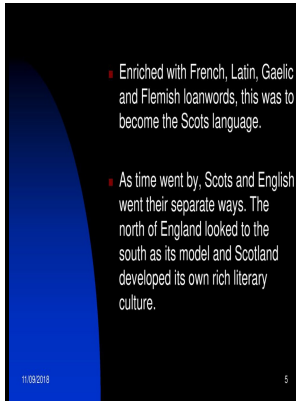 Enriched with French, Latin, Gaelic
and Flemish loanwords, this was to
become the Scots language.
As time went by, Scots and English
went their separate ways. The
north of England looked to the
south as its model and Scotland
developed its own rich literary
culture.
11/09/2018
5